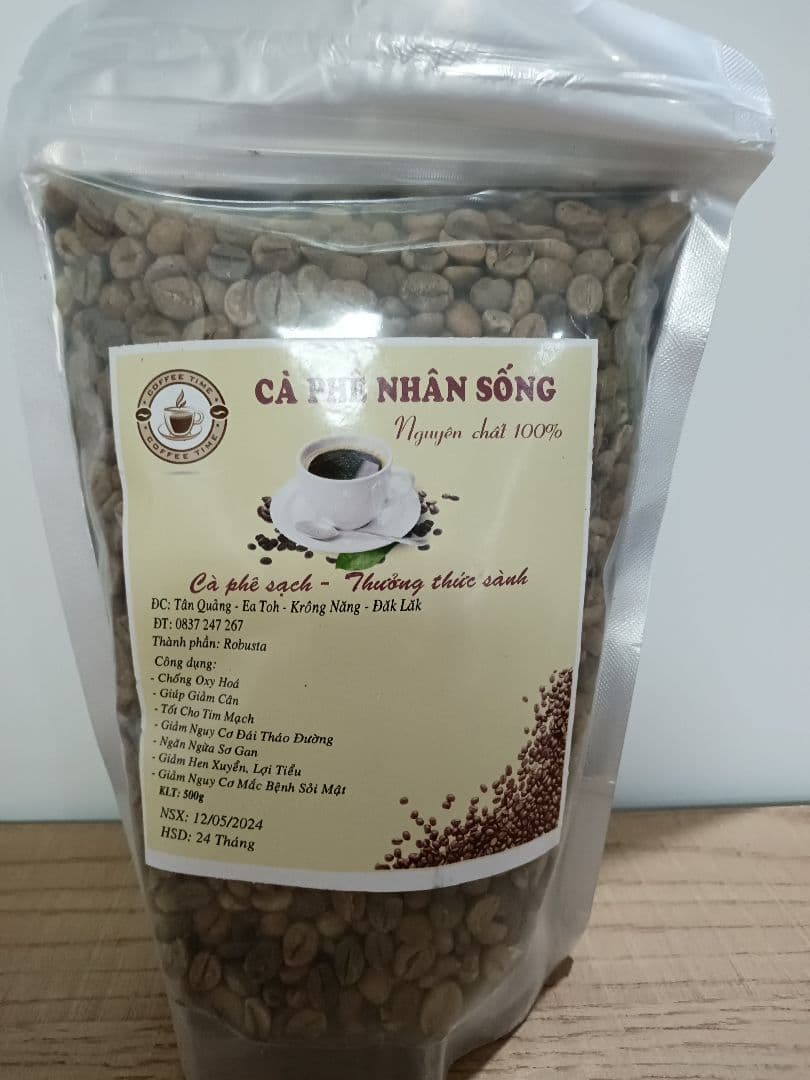 COFFEE TIME
COFFEE TIME
CÀ PHÊ NHÂN SỐNG
Nguyên chất 100%
Cà phê sạch - Thưởng thức sành
ĐC: Tân Quảng - Ea Toh - Krông Năng - Đăk Lăk
ĐT: 0837 247 267
Thành phần: Robusta
Công dụng:
- Chống Oxy Hoá
- Giúp Giảm Cân
- Tốt Cho Tim Mạch
- Giảm Nguy Cơ Đái Tháo Đường
- Ngăn Ngừa Sơ Gan
- Giảm Hen Xuyển, Lợi Tiểu
- Giảm Nguy Cơ Mắc Bệnh Sỏi Mật
KLT: 500g
NSX: 12/05/2024
HSD: 24 Tháng